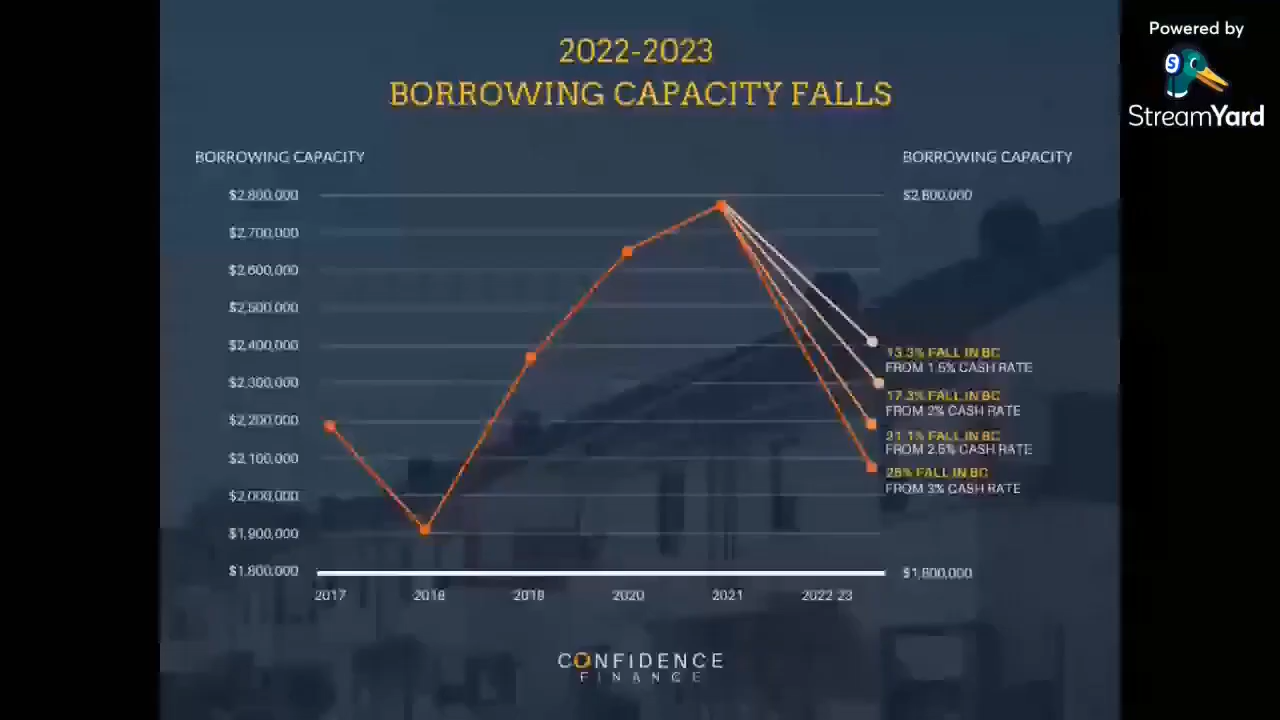 2022-2023
BORROWING CAPACITY FALLS
Powered by
StreamYard
BORROWING CAPACITY
BORROWING CAPACITY
$2,800,000
$2,700,000
$2,600,000
$2,500,000
$2,400,000
$2,300,000
$2,200,000
$2,100,000
$2,000,000
$1,900,000
$1,800,000
$2,800,000
13.3% FALL IN BC
FROM 1.5% CASH RATE
17.3% FALL IN BC
FROM 2% CASH RATE
21.1% FALL IN BC
FROM 2.5% CASH RATE
25% FALL IN BC
FROM 3% CASH RATE
$1,800,000
2017
2018
2019
2020
2021
2022-23
CONFIDENCE
FINANCE